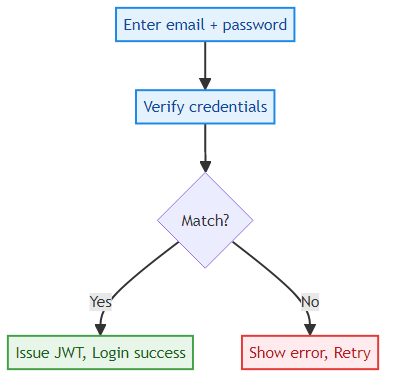 Enter email + password
Verify credentials
Match?
Yes
No
Issue JWT, Login success
Show error, Retry